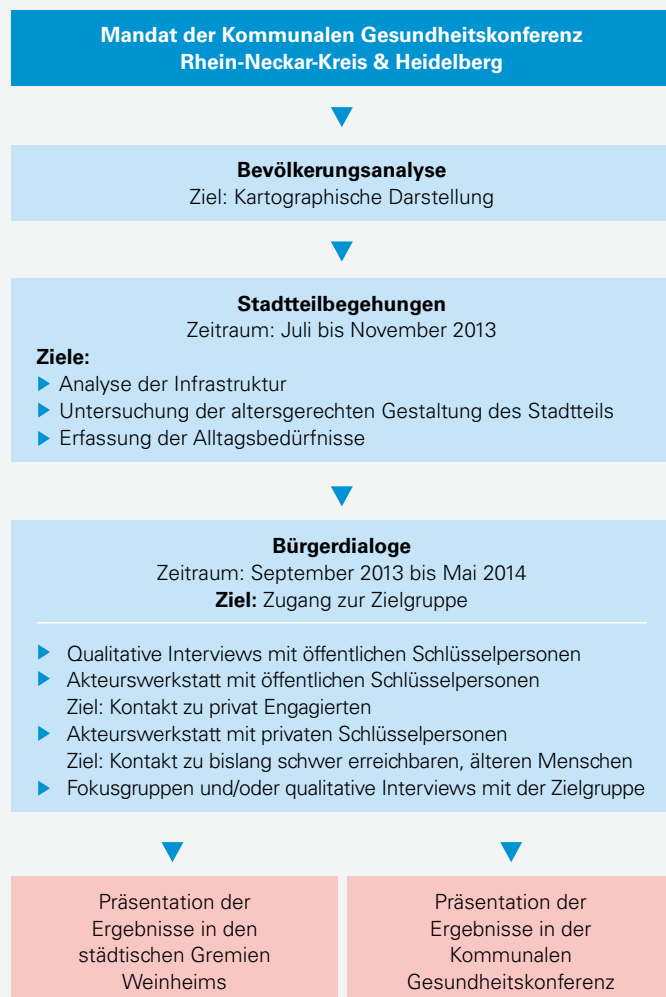 Mandat der Kommunalen Gesundheitskonferenz
Rhein-Neckar-Kreis & Heidelberg
Bevölkerungsanalyse
Ziel: Kartographische Darstellung
Stadtteilbegehungen
Zeitraum: Juli bis November 2013
Ziele:
Analyse der Infrastruktur
Untersuchung der altersgerechten Gestaltung des Stadtteils
Erfassung der Alltagsbedürfnisse
Bürgerdialoge
Zeitraum: September 2013 bis Mai 2014
Ziel: Zugang zur Zielgruppe
Qualitative Interviews mit öffentlichen Schlüsselpersonen
Akteurswerkstatt mit öffentlichen Schlüsselpersonen
Ziel: Kontakt zu privat Engagierten
Akteurswerkstatt mit privaten Schlüsselpersonen
Ziel: Kontakt zu bislang schwer erreichbaren, älteren Menschen
Fokusgruppen und/oder qualitative Interviews mit der Zielgruppe
Präsentation der
Ergebnisse in den
städtischen Gremien
Weinheims
Präsentation der
Ergebnisse in der
Kommunalen
Gesundheitskonferenz